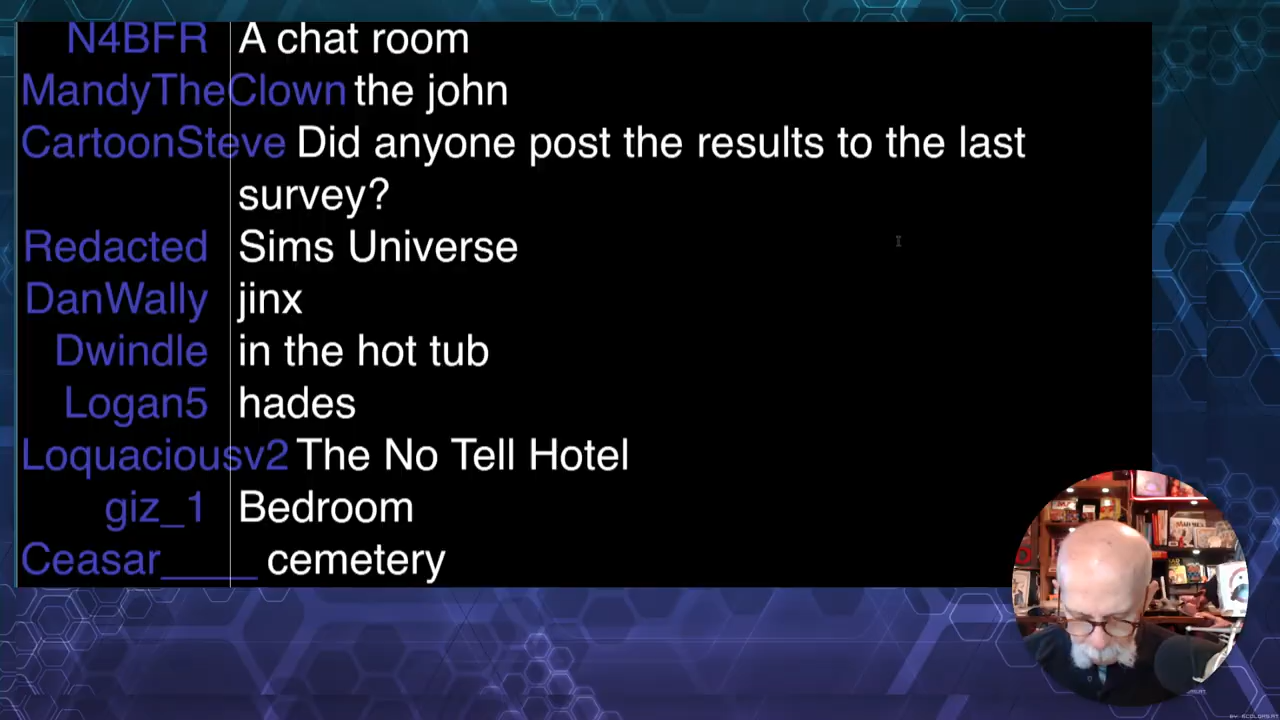 N4BFR A chat room
MandyTheClown the john
CartoonSteve Did anyone post the results to the last
survey?
Redacted Sims Universe
DanWally jinx
Dwindle in the hot tub
Logan5 hades
Loquaciousv2 The No Tell Hotel
giz_1 Bedroom
Ceasar____ cemetery